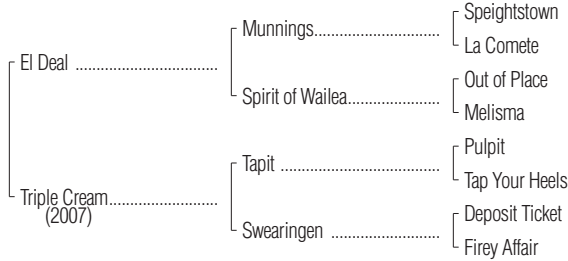 Speightstown
Munnings
La Comete
El Deal
Out of Place
Spirit of Wailea
Melisma
Pulpit
Tapit
Tap Your Heels
Triple Cream
(2007)
Deposit Ticket
Swearingen
Firey Affair